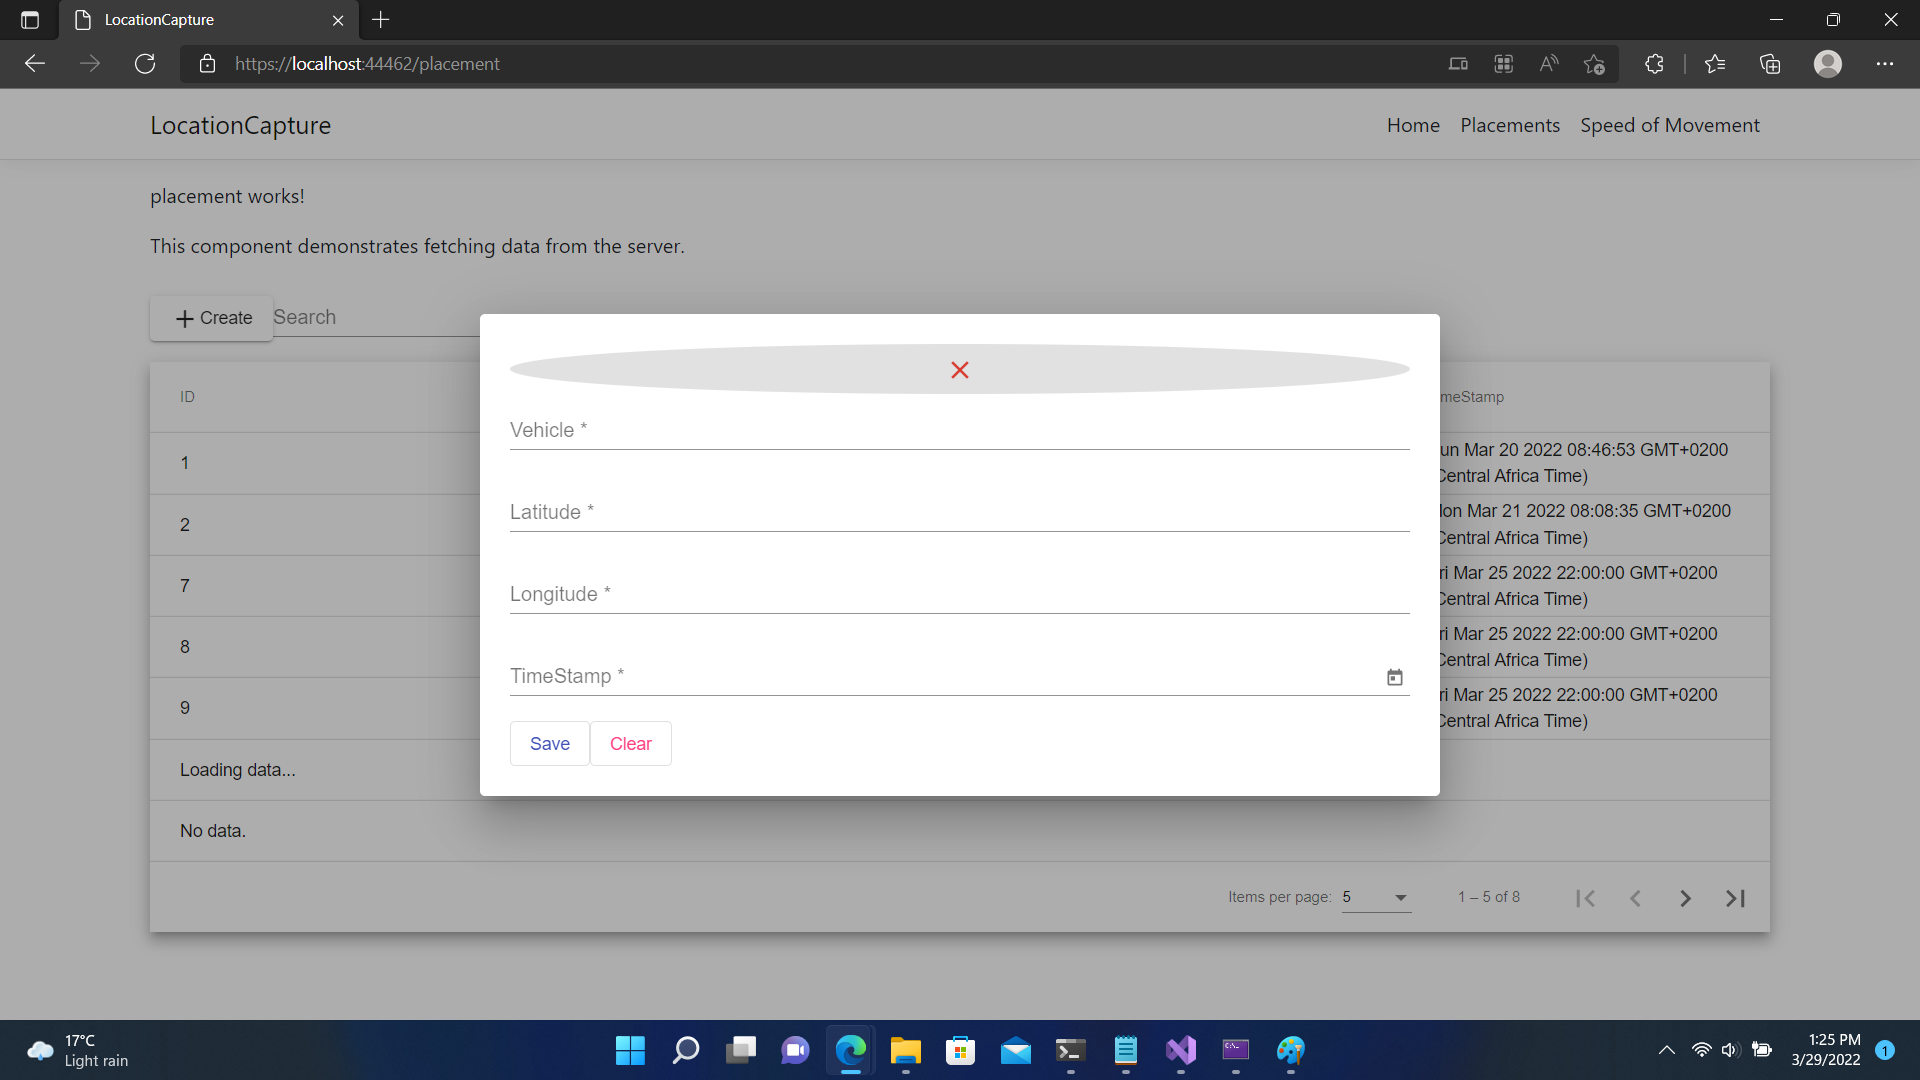 LocationCapture
https://localhost:44462/placement
LocationCapture
Home Placements Speed of Movement
placement works!
This component demonstrates fetching data from the server.
Create
Search
ID
meStamp
1
un Mar 20 2022 08:46:53 GMT+0200
Central Africa Time)
2
on Mar 21 2022 08:08:35 GMT+0200
Central Africa Time)
7
ri Mar 25 2022 22:00:00 GMT+0200
Central Africa Time)
8
ri Mar 25 2022 22:00:00 GMT+0200
Central Africa Time)
9
ri Mar 25 2022 22:00:00 GMT+0200
Central Africa Time)
Loading data...
No data.
Vehicle *
Latitude *
Longitude *
TimeStamp *
Save Clear
Items per page: 5 1 – 5 of 8
17°C
Light rain
1:25 PM
3/29/2022
1